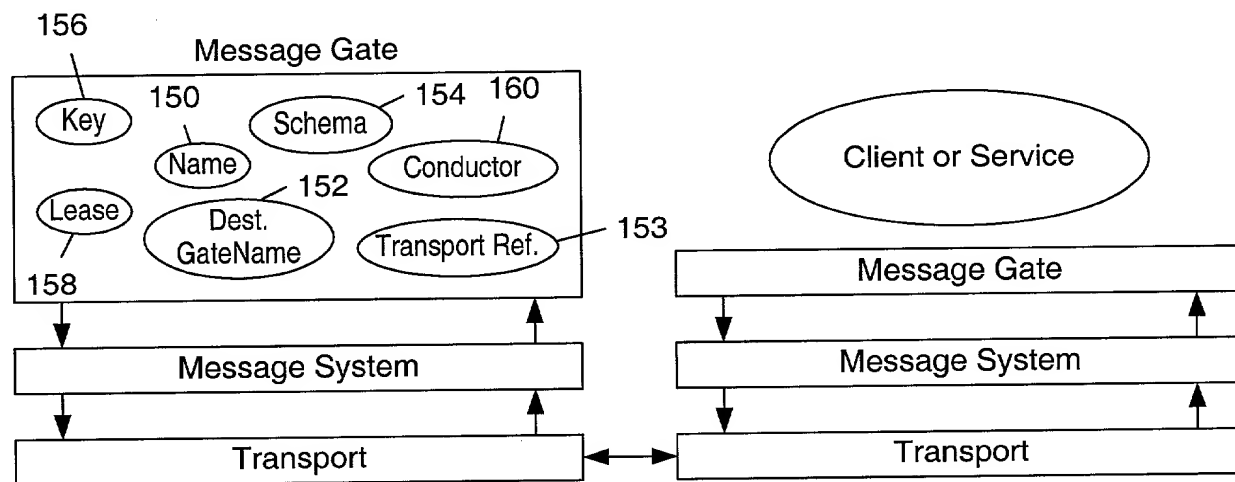 156
Message Gate
150
154
160
Key
Schema
Name
Conductor
Client or Service
152
Lease
Dest.
GateName
Transport Ref.
153
158
Message Gate
Message System
Message System
Transport
Transport